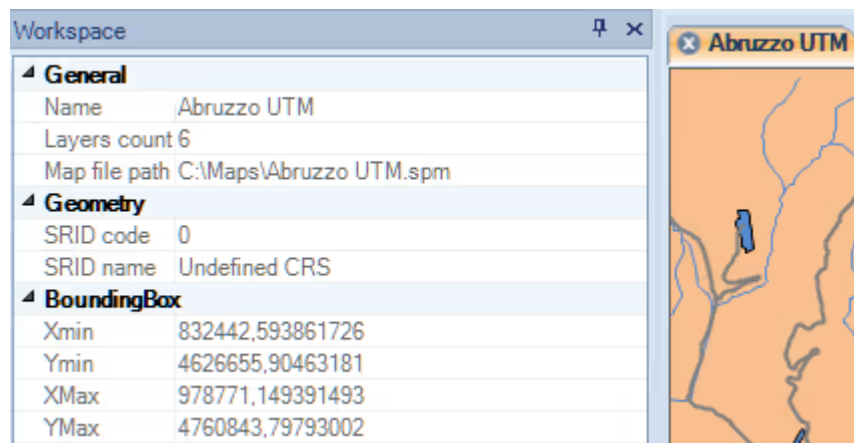 Workspace
Abruzzo UTM
General
Name Abruzzo UTM
Layers count 6
Map file path C:\Maps\Abruzzo UTM.spm
Geometry
SRID code 0
SRID name Undefined CRS
BoundingBox
Xmin 832442,593861726
Ymin 4626655,90463181
XMax 978771,149391493
YMax 4760843,79793002